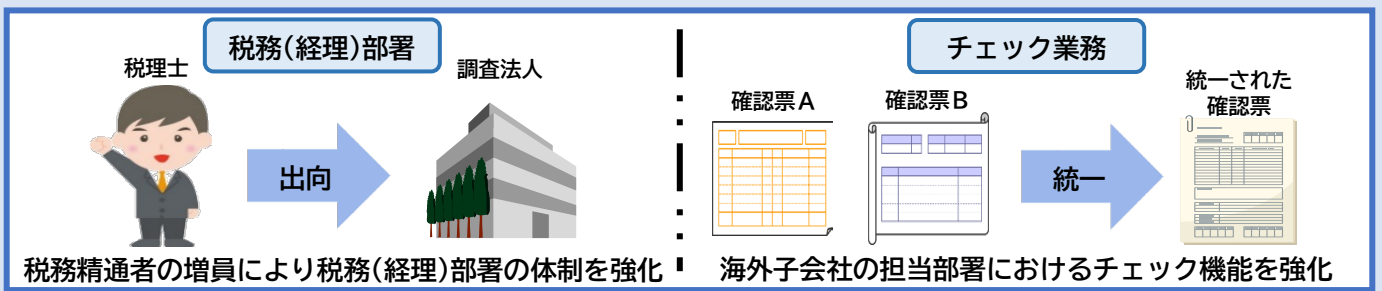 税務(経理)部署
税理士
調査法人
出向
税務精通者の増員により税務(経理)部署の体制を強化
チェック業務
確認票A
確認票B
統一された
確認票
統一
海外子会社の担当部署におけるチェック機能を強化